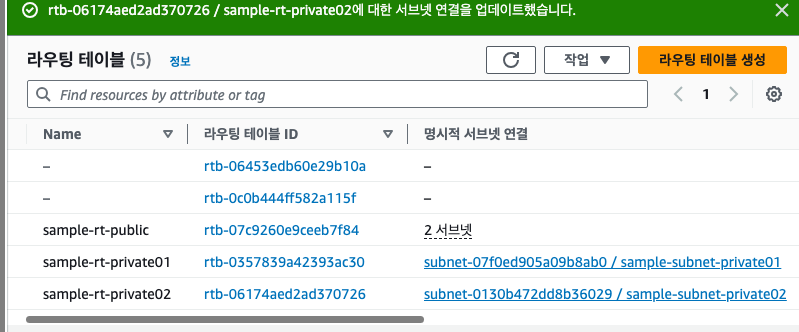 rtb-06174aed2ad370726 / sample-rt-private02에 대한 서브넷 연결을 업데이트했습니다.
라우팅 테이블 (5) 정보 작업 라우팅 테이블 생성
Find resources by attribute or tag 1
Name 라우팅 테이블 ID 명시적 서브넷 연결
– rtb-06453edb60e29b10a –
– rtb-0c0b444ff582a115f –
sample-rt-public rtb-07c9260e9ceeb7f84 2 서브넷
sample-rt-private01 rtb-0357839a42393ac30 subnet-07f0ed905a09b8ab0 / sample-subnet-private01
sample-rt-private02 rtb-06174aed2ad370726 subnet-0130b472dd8b36029 / sample-subnet-private02